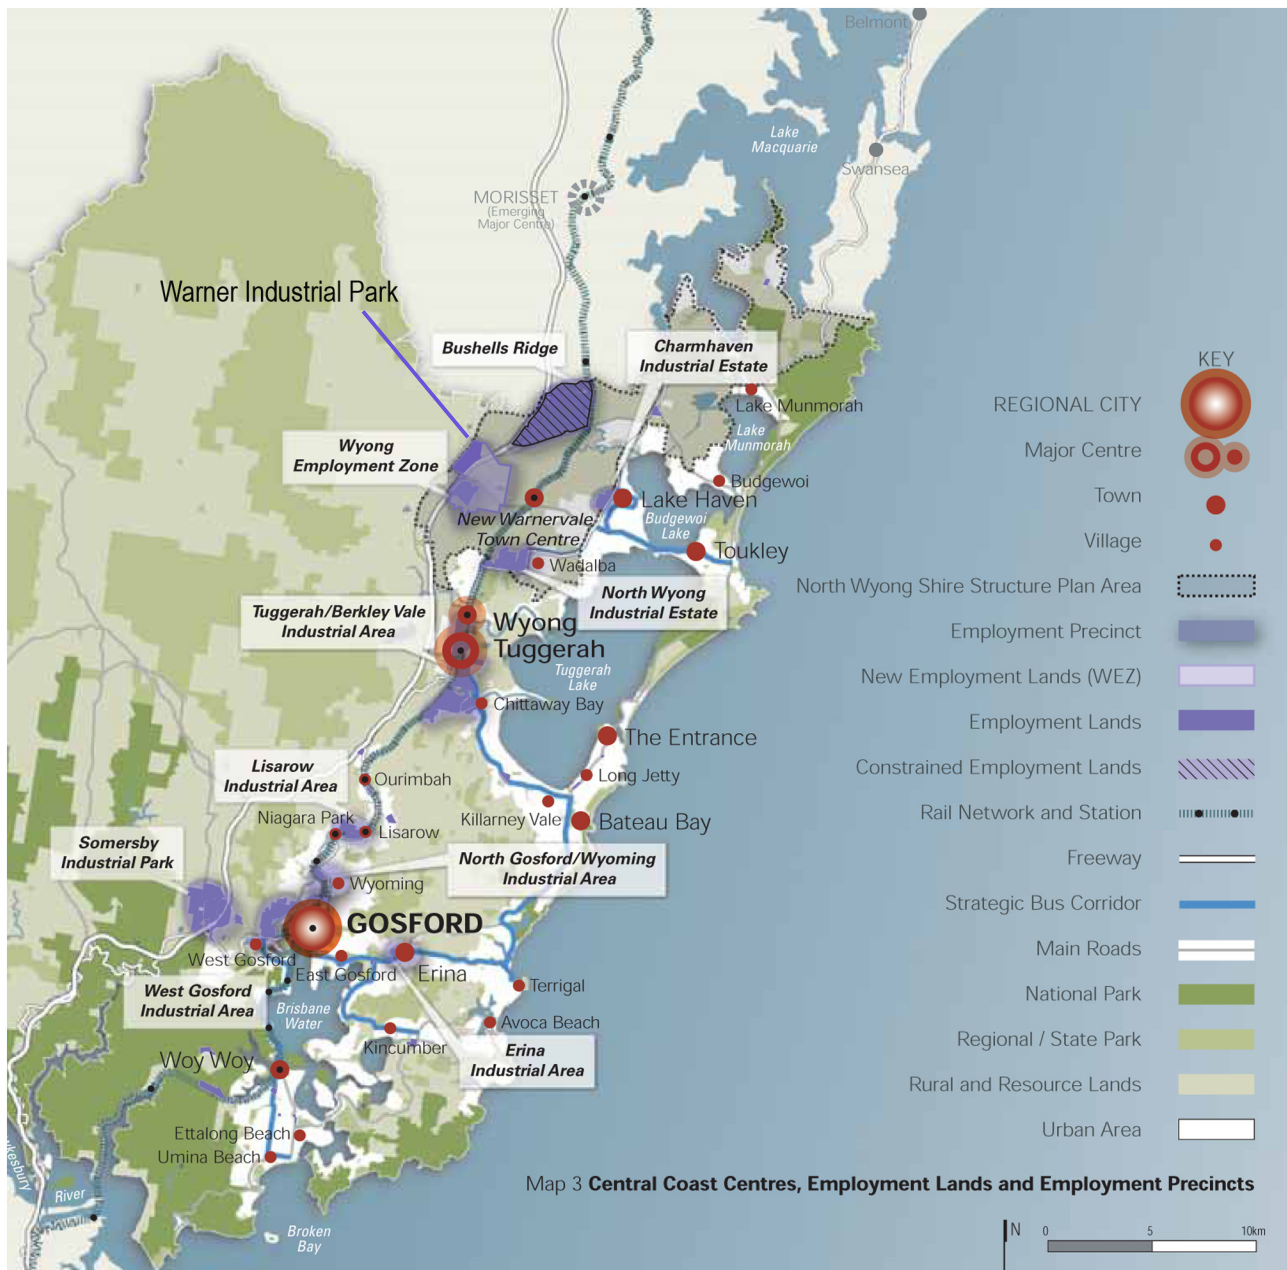 Belmont
Lake
Macquarie
Swansea
MORISSET
(Emerging
Major Centre)
Warner Industrial Park
Bushells Ridge
Charmhaven
Industrial Estate
Lake Munmorah
Lake
Munmorah
Wyong
Employment Zone
Budgewoi
Lake Haven
New Warnervale
Town Centre
Budgewoi
Lake
Toukley
Wadalba
North Wyong
Industrial Estate
Tuggerah/Berkley Vale
Industrial Area
Wyong
Tuggerah
Tuggerah
Lake
Chittaway Bay
The Entrance
Lisarow
Industrial Area
Ourimbah
Long Jetty
Niagara Park
Lisarow
Killarney Vale
Bateau Bay
Somersby
Industrial Park
North Gosford/Wyoming
Industrial Area
Wyoming
GOSFORD
West Gosford
East Gosford
Erina
West Gosford
Industrial Area
Brisbane
Water
Terrigal
Avoca Beach
Kincumber
Erina
Industrial Area
Woy Woy
Ettalong Beach
Umina Beach
River
Broken
Bay
KEY
REGIONAL CITY
Major Centre
Town
Village
North Wyong Shire Structure Plan Area
Employment Precinct
New Employment Lands (WEZ)
Employment Lands
Constrained Employment Lands
Rail Network and Station
Freeway
Strategic Bus Corridor
Main Roads
National Park
Regional / State Park
Rural and Resource Lands
Urban Area
Map 3 Central Coast Centres, Employment Lands and Employment Precincts
N
0 5 10km